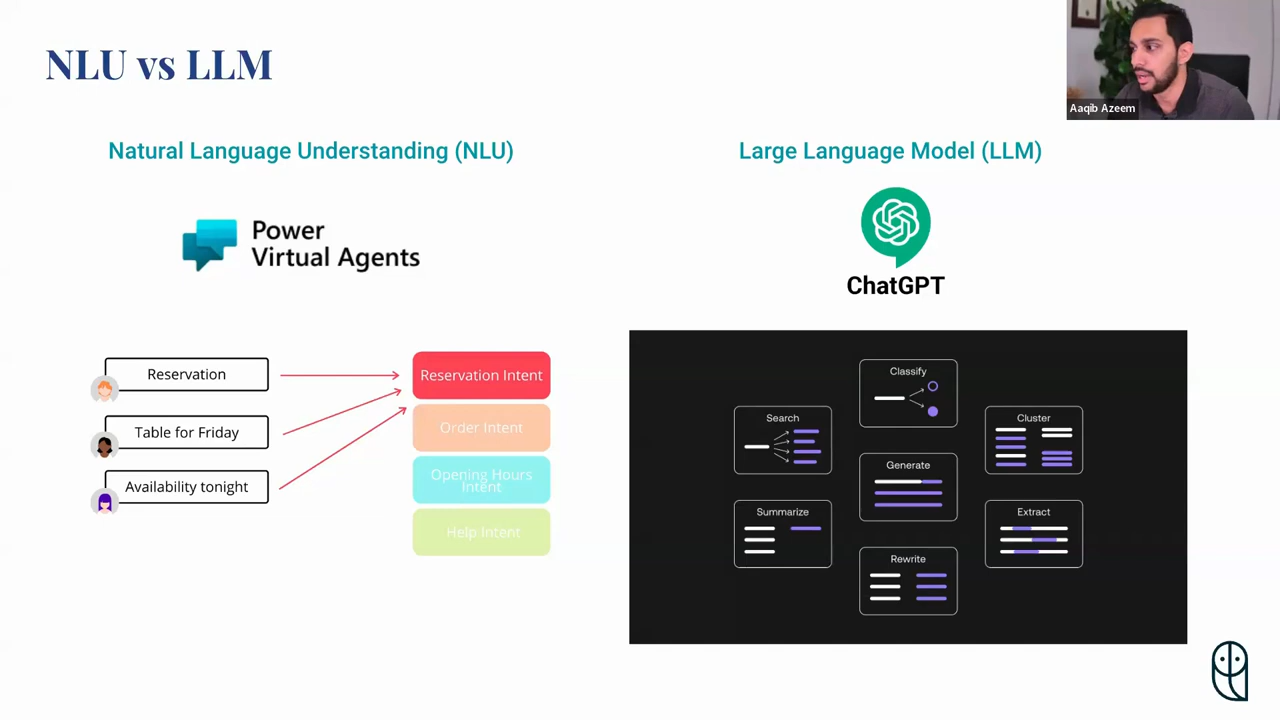 NLU vs LLM
Aaqib Azeem
Natural Language Understanding (NLU)
Power
Virtual Agents
Reservation
Table for Friday
Availability tonight
Reservation Intent
Order Intent
Opening Hours
Intent
Help Intent
Large Language Model (LLM)
ChatGPT
Classify
Search
Cluster
Generate
Summarize
Extract
Rewrite